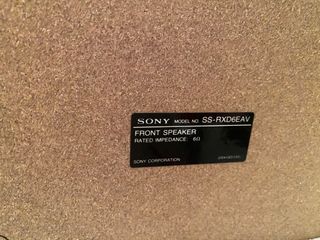 SONY MODEL NO. SS-RXD6EAV
FRONT SPEAKER
RATED IMPEDANCE: 6Ω
SONY CORPORATION